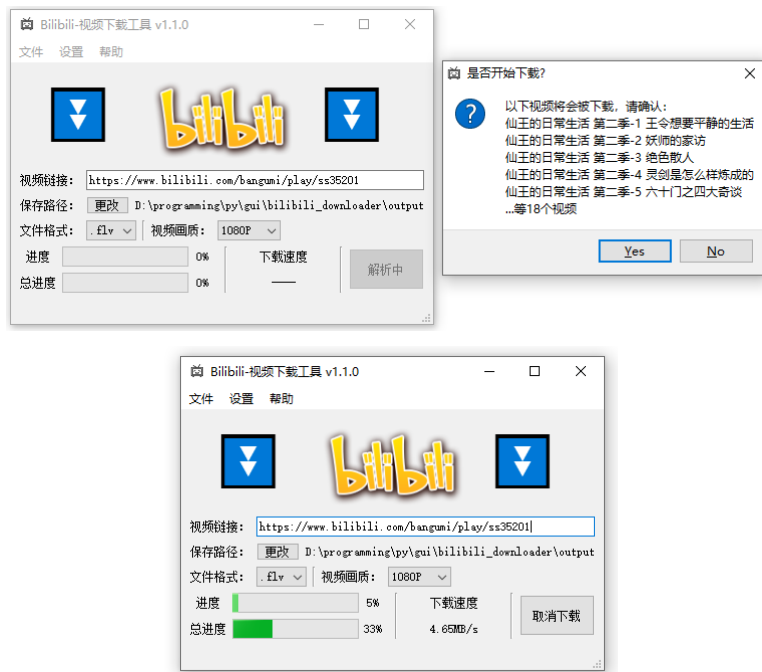 Bilibili-视频下载工具 v1.1.0
文件 设置 帮助
bilibili
视频链接: https://www.bilibili.com/bangumi/play/ss35201
保存路径: 更改 D:\programming\py\gui\bilibili_downloader\output
文件格式: .flv 视频画质: 1080P
进度 0% 下载速度
总进度 0% —— 解析中
是否开始下载?
以下视频将会被下载，请确认：
仙王的日常生活 第二季-1 王令想要平静的生活
仙王的日常生活 第二季-2 妖师的家访
仙王的日常生活 第二季-3 绝色散人
仙王的日常生活 第二季-4 灵剑是怎么样炼成的
仙王的日常生活 第二季-5 六十门之四大奇谈
...等18个视频
Yes No
Bilibili-视频下载工具 v1.1.0
文件 设置 帮助
bilibili
视频链接: https://www.bilibili.com/bangumi/play/ss35201
保存路径: 更改 D:\programming\py\gui\bilibili_downloader\output
文件格式: .flv 视频画质: 1080P
进度 5% 下载速度
总进度 33% 4.65MB/s 取消下载